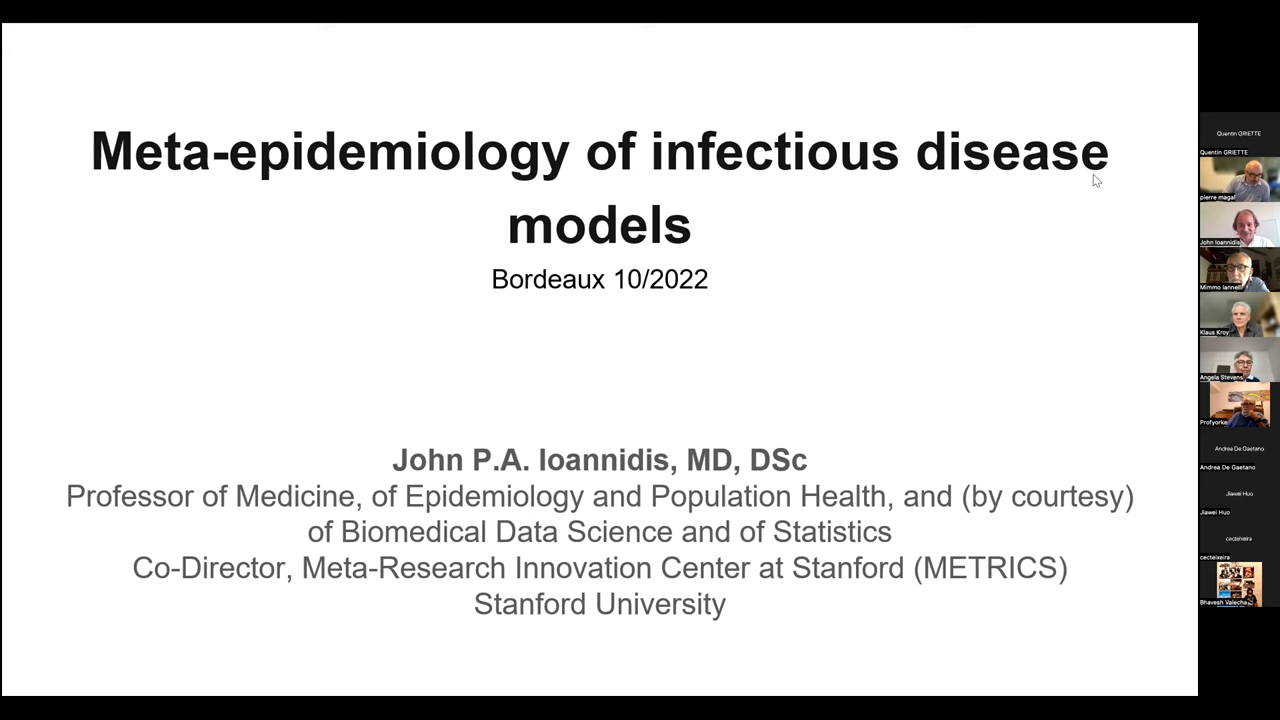 Meta-epidemiology of infectious disease
models
Bordeaux 10/2022
John P.A. Ioannidis, MD, DSc
Professor of Medicine, of Epidemiology and Population Health, and (by courtesy)
of Biomedical Data Science and of Statistics
Co-Director, Meta-Research Innovation Center at Stanford (METRICS)
Stanford University
Quentin GRIETTE
Quentin GRIETTE
pierre magal
John Ioannidis
Mimmo Iannelli
Klaus Kroy
Angela Stevens
Profyorke
Andrea De Gaetano
Andrea De Gaetano
Jiawei Huo
Jiawei Huo
cecteixeira
cecteixeira
Bhavesh Valecha